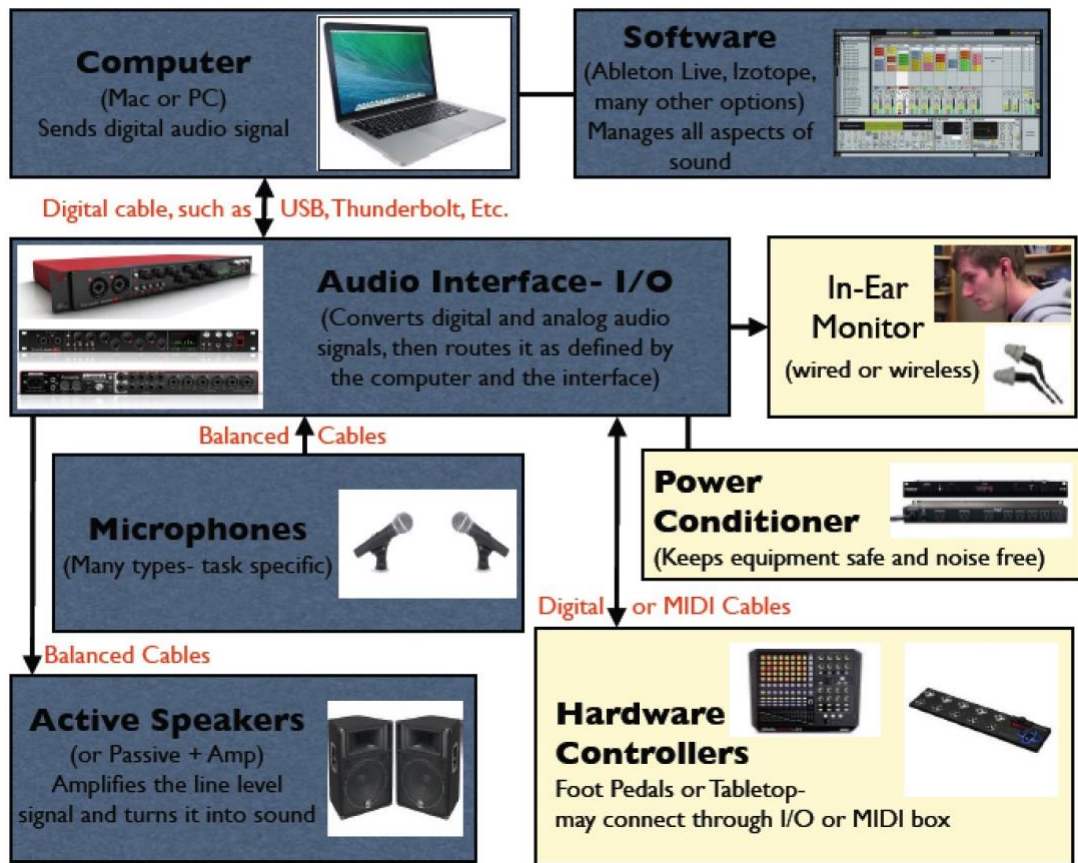 Computer
(Mac or PC)
Sends digital audio signal
Software
(Ableton Live, Izotope,
many other options)
Manages all aspects of
sound
Digital cable, such as USB, Thunderbolt, Etc.
Audio Interface- I/O
(Converts digital and analog audio
signals, then routes it as defined by
the computer and the interface)
In-Ear
Monitor
(wired or wireless)
Balanced Cables
Microphones
(Many types- task specific)
Power
Conditioner
(Keeps equipment safe and noise free)
Digital or MIDI Cables
Balanced Cables
Active Speakers
(or Passive + Amp)
Amplifies the line level
signal and turns it into sound
Hardware
Controllers
Foot Pedals or Tabletop-
may connect through I/O or MIDI box